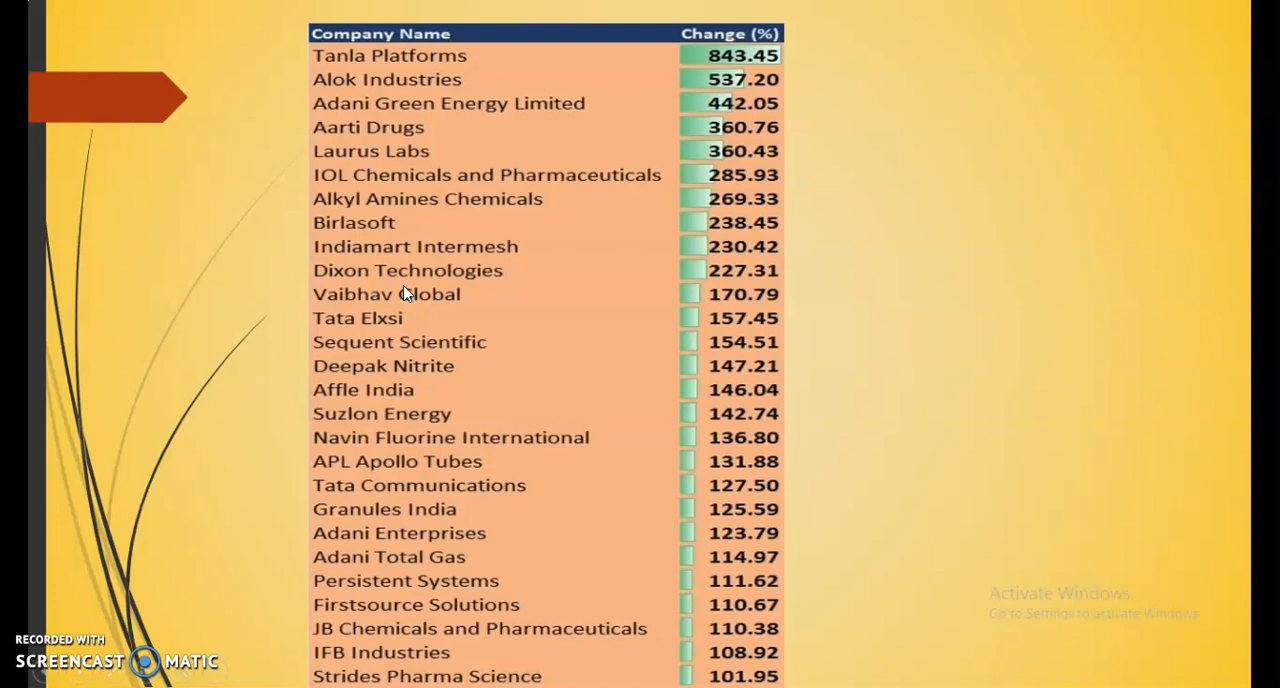 Company Name Change (%)
Tanla Platforms 843.45
Alok Industries 537.20
Adani Green Energy Limited 442.05
Aarti Drugs 360.76
Laurus Labs 360.43
IOL Chemicals and Pharmaceuticals 285.93
Alkyl Amines Chemicals 269.33
Birlasoft 238.45
Indiamart Intermesh 230.42
Dixon Technologies 227.31
Vaibhav Global 170.79
Tata Elxsi 157.45
Sequent Scientific 154.51
Deepak Nitrite 147.21
Affle India 146.04
Suzlon Energy 142.74
Navin Fluorine International 136.80
APL Apollo Tubes 131.88
Tata Communications 127.50
Granules India 125.59
Adani Enterprises 123.79
Adani Total Gas 114.97
Persistent Systems 111.62
Firstsource Solutions 110.67
JB Chemicals and Pharmaceuticals 110.38
IFB Industries 108.92
Strides Pharma Science 101.95
Activate Windows
Go to Settings to activate Windows
RECORDED WITH
SCREENCAST MATIC